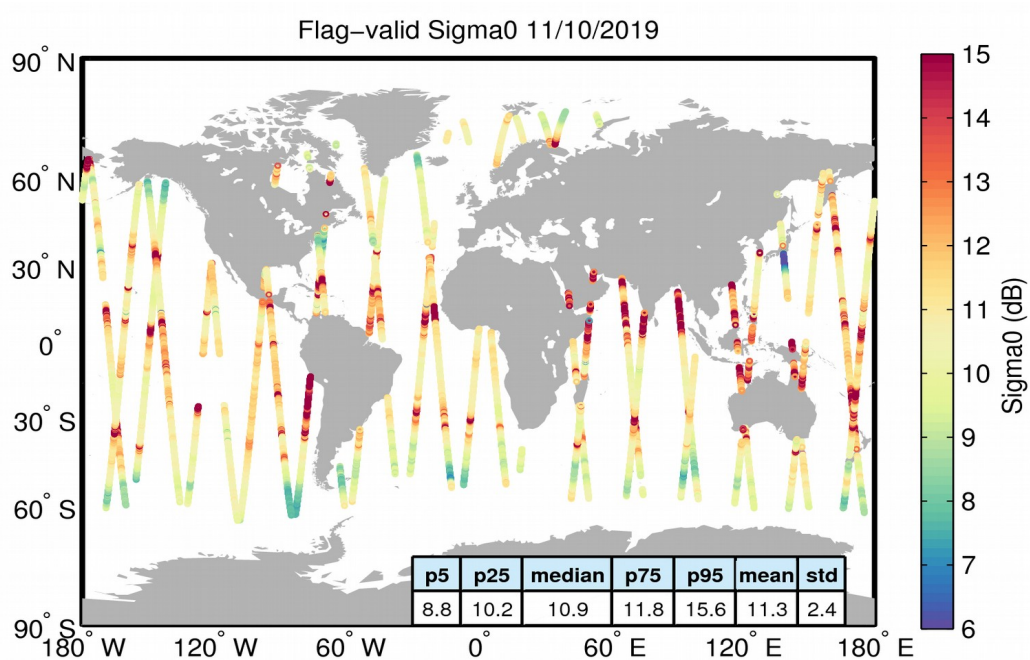 Flag−valid Sigma0 11/10/2019
90° N
60° N
30° N
0°
30° S
60° S
90° S
180° W 120° W 60° W 0° 60° E 120° E 180° E
p5 p25 median p75 p95 mean std
8.8 10.2 10.9 11.8 15.6 11.3 2.4
15
14
13
12
11
10
9
8
7
6
Sigma0 (dB)